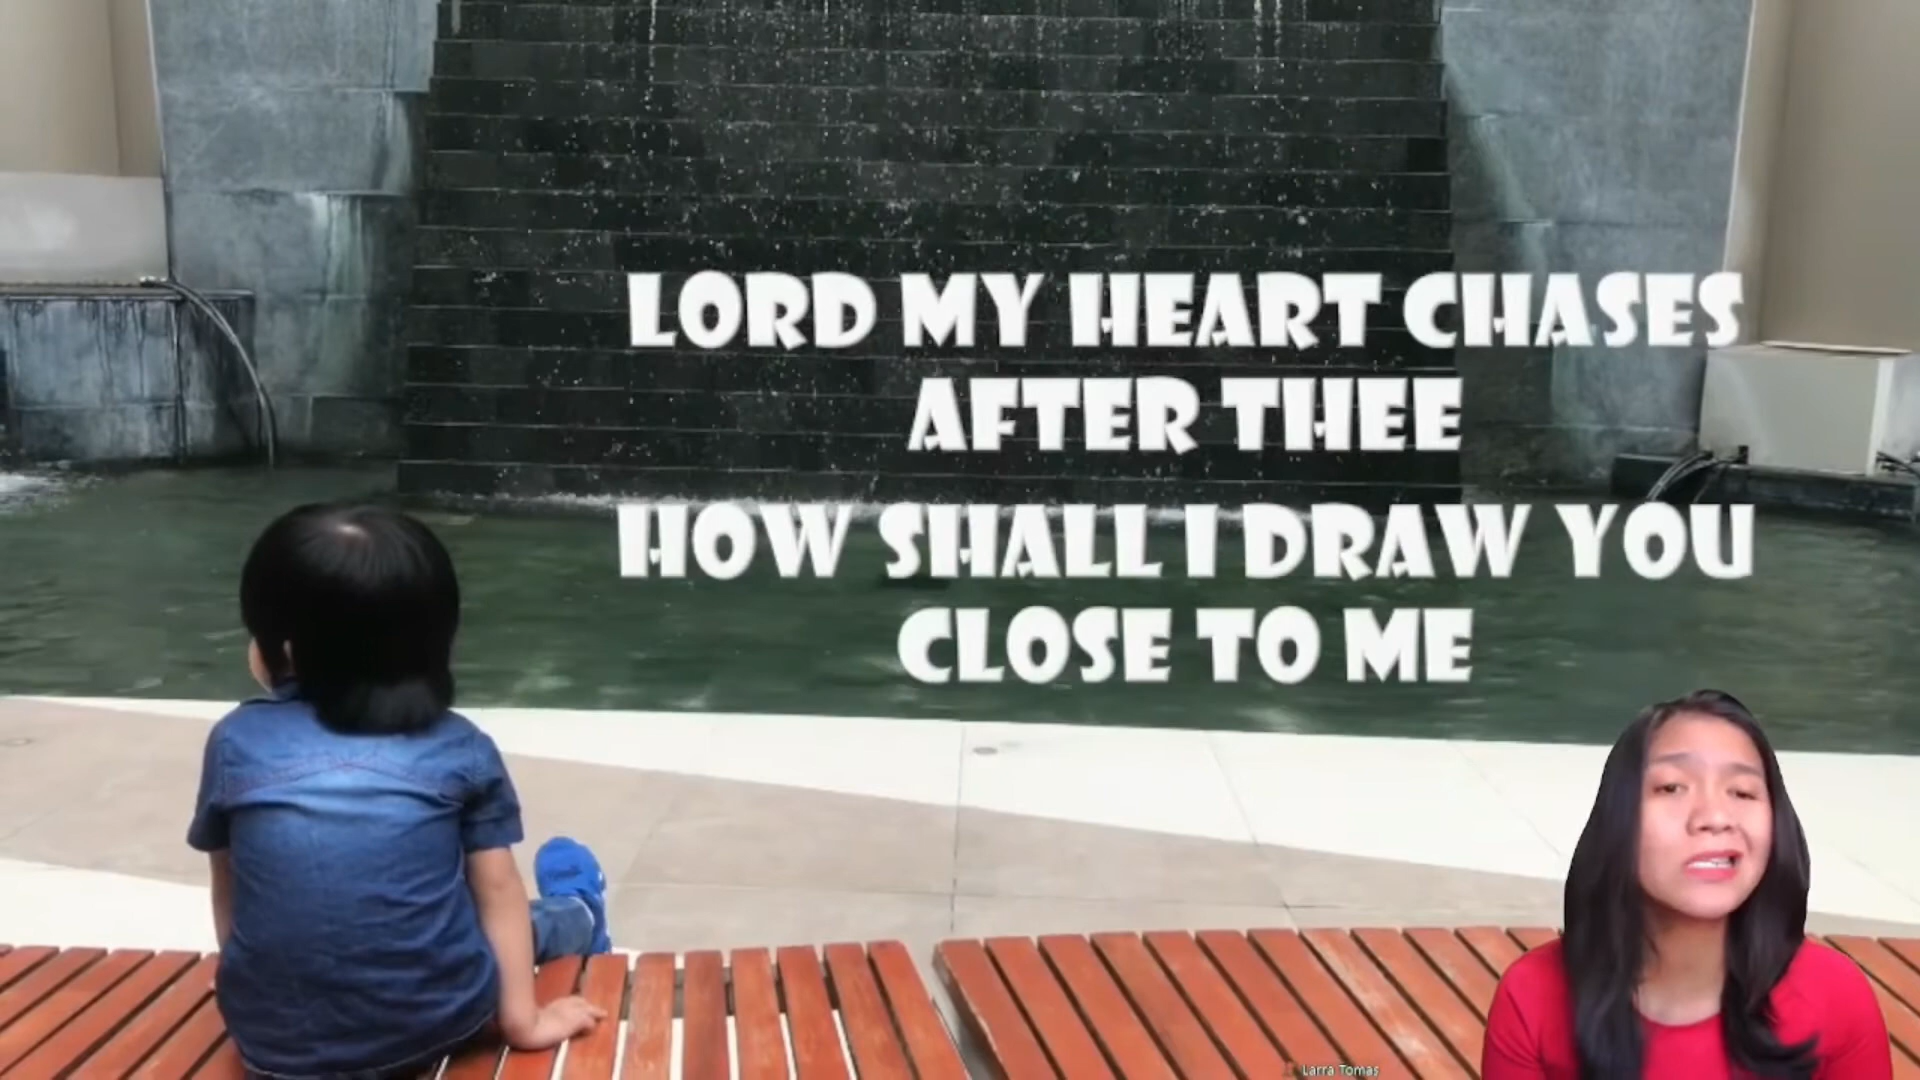 LORD MY HEART CHASES
AFTER THEE
HOW SHALL I DRAW YOU
CLOSE TO ME
Larra Tomas